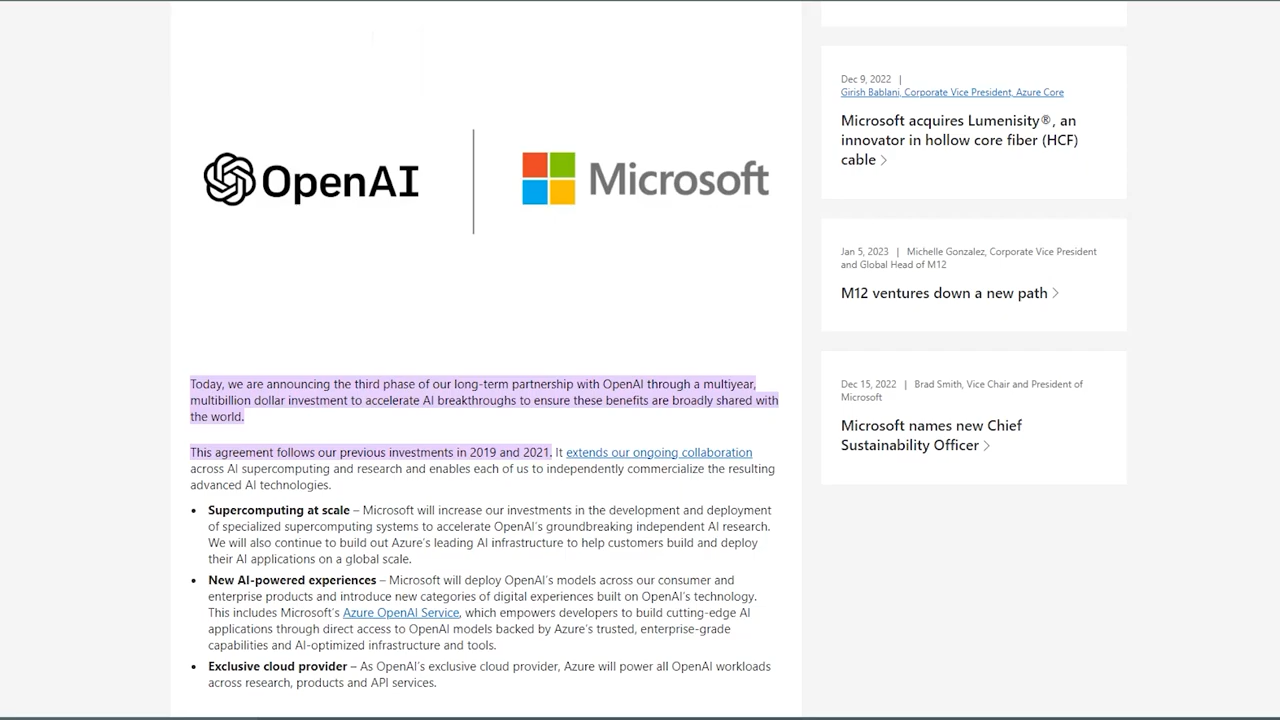 OpenAI
Microsoft
Today, we are announcing the third phase of our long-term partnership with OpenAI through a multiyear,
multibillion dollar investment to accelerate AI breakthroughs to ensure these benefits are broadly shared with
the world.
This agreement follows our previous investments in 2019 and 2021. It extends our ongoing collaboration
across AI supercomputing and research and enables each of us to independently commercialize the resulting
advanced AI technologies.
• Supercomputing at scale – Microsoft will increase our investments in the development and deployment
of specialized supercomputing systems to accelerate OpenAI's groundbreaking independent AI research.
We will also continue to build out Azure's leading AI infrastructure to help customers build and deploy
their AI applications on a global scale.
• New AI-powered experiences – Microsoft will deploy OpenAI's models across our consumer and
enterprise products and introduce new categories of digital experiences built on OpenAI's technology.
This includes Microsoft's Azure OpenAI Service, which empowers developers to build cutting-edge AI
applications through direct access to OpenAI models backed by Azure's trusted, enterprise-grade
capabilities and AI-optimized infrastructure and tools.
• Exclusive cloud provider – As OpenAI's exclusive cloud provider, Azure will power all OpenAI workloads
across research, products and API services.
Dec 9, 2022 |
Girish Bablani, Corporate Vice President, Azure Core
Microsoft acquires Lumenisity®, an
innovator in hollow core fiber (HCF)
cable >
Jan 5, 2023 | Michelle Gonzalez, Corporate Vice President
and Global Head of M12
M12 ventures down a new path >
Dec 15, 2022 | Brad Smith, Vice Chair and President of
Microsoft
Microsoft names new Chief
Sustainability Officer >